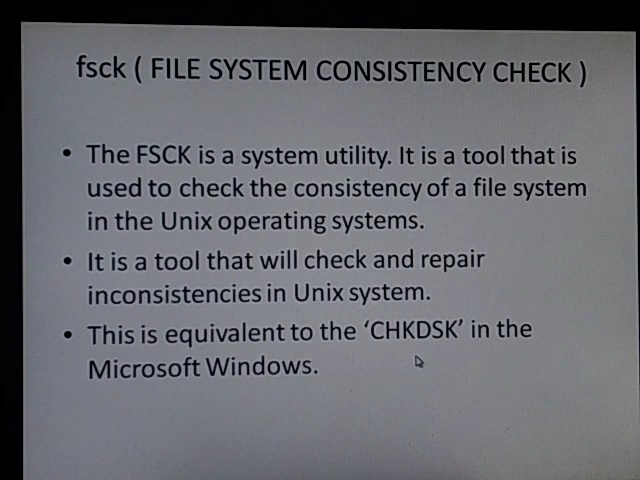 fsck ( FILE SYSTEM CONSISTENCY CHECK )
• The FSCK is a system utility. It is a tool that is
used to check the consistency of a file system
in the Unix operating systems.
• It is a tool that will check and repair
inconsistencies in Unix system.
• This is equivalent to the ‘CHKDSK’ in the
Microsoft Windows.